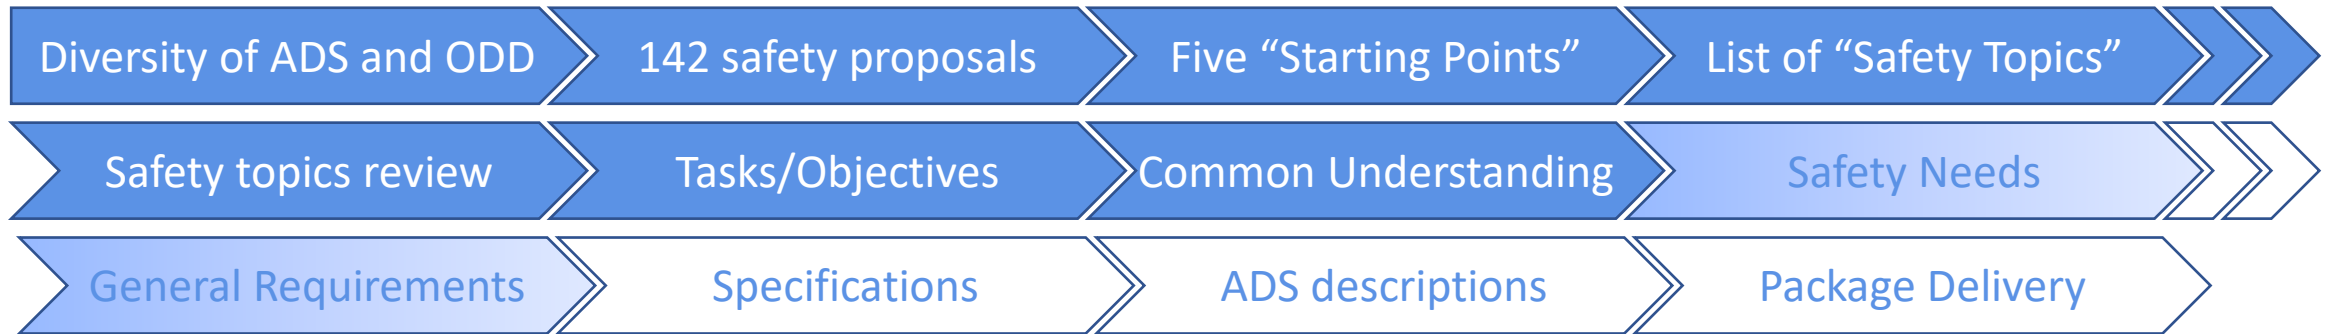 Diversity of ADS and ODD
142 safety proposals
Five “Starting Points”
List of “Safety Topics”
Safety topics review
Tasks/Objectives
Common Understanding
Safety Needs
General Requirements
Specifications
ADS descriptions
Package Delivery